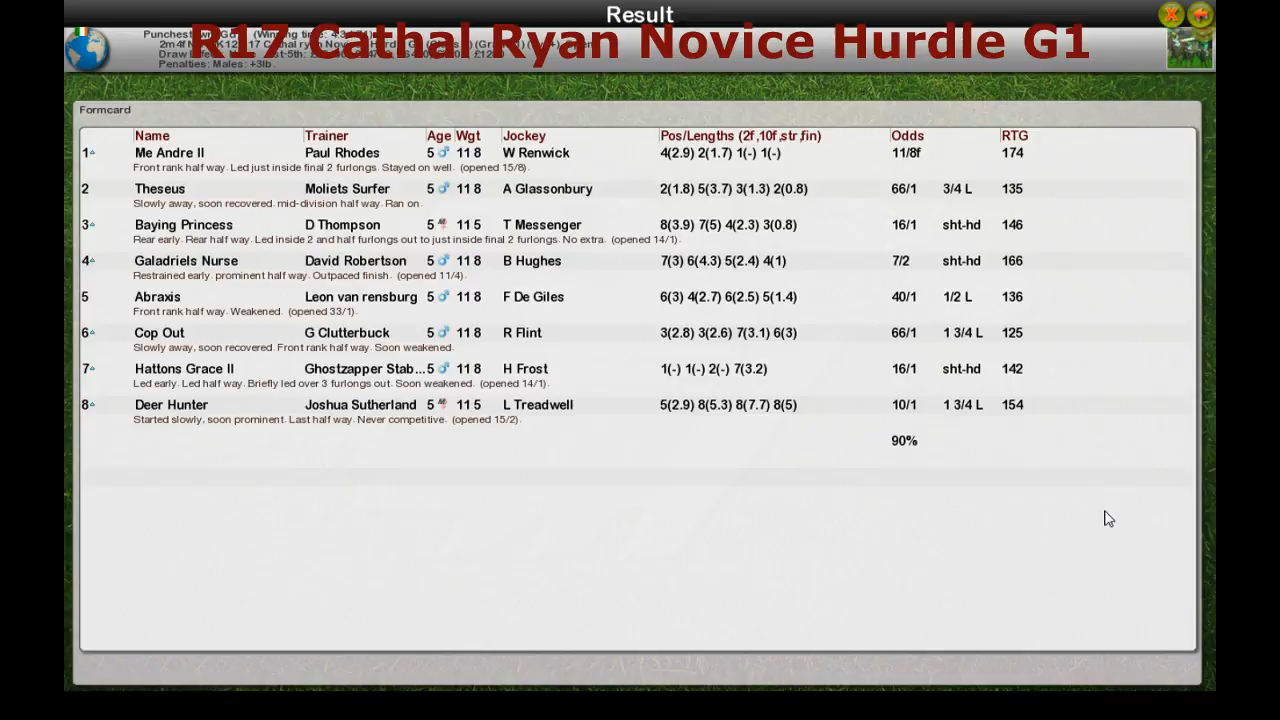 Result
R17 Cathal Ryan Novice Hurdle G1
Penalties: Males: +3lb.
Formcard
Name Trainer Age Wgt Jockey Pos/Lengths (2f,10f,str,fin) Odds RTG
1 Me Andre II Paul Rhodes 5 11 8 W Renwick 4(2.9) 2(1.7) 1(-) 1(-) 11/8f 174
Front rank half way. Led just inside final 2 furlongs. Stayed on well. (opened 15/8).
2 Theseus Moliets Surfer 5 11 8 A Glassonbury 2(1.8) 5(3.7) 3(1.3) 2(0.8) 66/1 3/4 L 135
Slowly away, soon recovered. mid-division half way. Ran on.
3 Baying Princess D Thompson 5 11 5 T Messenger 8(3.9) 7(5) 4(2.3) 3(0.8) 16/1 sht-hd 146
Rear early. Rear half way. Led inside 2 and half furlongs out to just inside final 2 furlongs. No extra. (opened 14/1).
4 Galadriels Nurse David Robertson 5 11 8 B Hughes 7(3) 6(4.3) 5(2.4) 4(1) 7/2 sht-hd 166
Restrained early. prominent half way. Outpaced finish. (opened 11/4).
5 Abraxis Leon van rensburg 5 11 8 F De Giles 6(3) 4(2.7) 6(2.5) 5(1.4) 40/1 1/2 L 136
Front rank half way. Weakened. (opened 33/1).
6 Cop Out G Clutterbuck 5 11 8 R Flint 3(2.8) 3(2.6) 7(3.1) 6(3) 66/1 1 3/4 L 125
Slowly away, soon recovered. Front rank half way. Soon weakened.
7 Hattons Grace II Ghostzapper Stab... 5 11 8 H Frost 1(-) 1(-) 2(-) 7(3.2) 16/1 sht-hd 142
Led early. Led half way. Briefly led over 3 furlongs out. Soon weakened. (opened 14/1).
8 Deer Hunter Joshua Sutherland 5 11 5 L Treadwell 5(2.9) 8(5.3) 8(7.7) 8(5) 10/1 1 3/4 L 154
Started slowly, soon prominent. Last half way. Never competitive. (opened 15/2).
90%